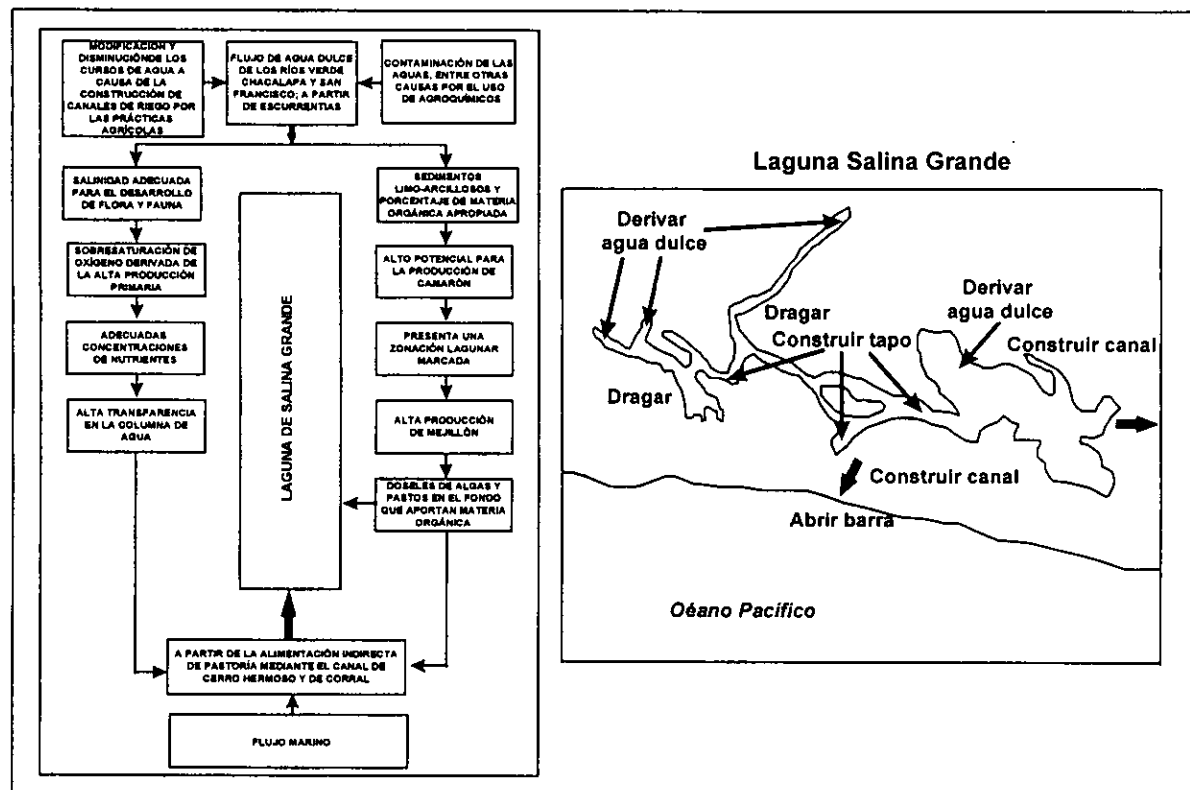 MODIFICACIÓN Y
DISMINUCIÓNDE LOS
CURSOS DE AGUA A
CAUSA DE LA
CONSTRUCCIÓN DE
CANALES DE RIEGO POR
LAS PRÁCTICAS
AGRÍCOLAS
FLUJO DE AGUA DULCE
DE LOS RÍOS VERDE
CHACALAPA Y SAN
FRANCISCO; A PARTIR
DE ESCURRENTIAS
CONTAMINACIÓN DE LAS
AGUAS, ENTRE OTRAS
CAUSAS POR EL USO
DE AGROQUÍMICOS
SALINIDAD ADECUADA
PARA EL DESARROLLO
DE FLORA Y FAUNA
SOBRESATURACIÓN DE
OXÍGENO DERIVADA DE
LA ALTA PRODUCCIÓN
PRIMARIA
ADECUADAS
CONCENTRACIONES
DE NUTRIENTES
ALTA TRANSPARENCIA
EN LA COLUMNA DE
AGUA
LAGUNA DE SALINA GRANDE
SEDIMENTOS
LIMO-ARCILLOSOS Y
PORCENTAJE DE MATERIA
ORGÁNICA APROPIADA
ALTO POTENCIAL PARA
LA PRODUCCIÓN DE
CAMARÓN
PRESENTA UNA
ZONACIÓN LAGUNAR
MARCADA
ALTA PRODUCCIÓN
DE MEJILLÓN
DOSELES DE ALGAS Y
PASTOS EN EL FONDO
QUE APORTAN MATERIA
ORGÁNICA
A PARTIR DE LA ALIMENTACIÓN INDIRECTA
DE PASTORÍA MEDIANTE EL CANAL DE
CERRO HERMOSO Y DE CORRAL
FLUJO MARINO
Laguna Salina Grande
Derivar
agua dulce
Derivar
agua dulce
Dragar
Construir tapo
Construir canal
Dragar
Construir canal
Abrir barra
Océano Pacífico